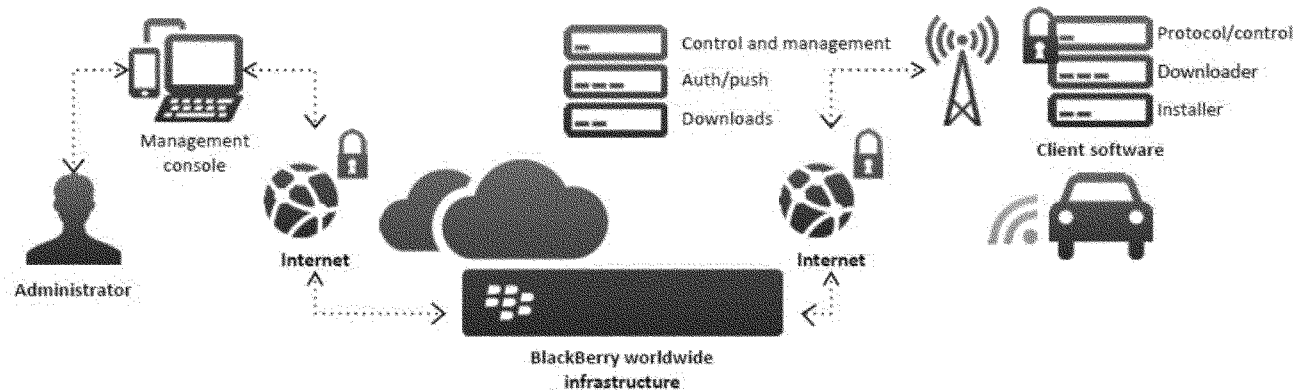 Control and management
Auth/push
Downloads
Protocol/control
Downloader
Installer
Client software
Management
console
Administrator
Internet
Internet
BlackBerry worldwide
infrastructure